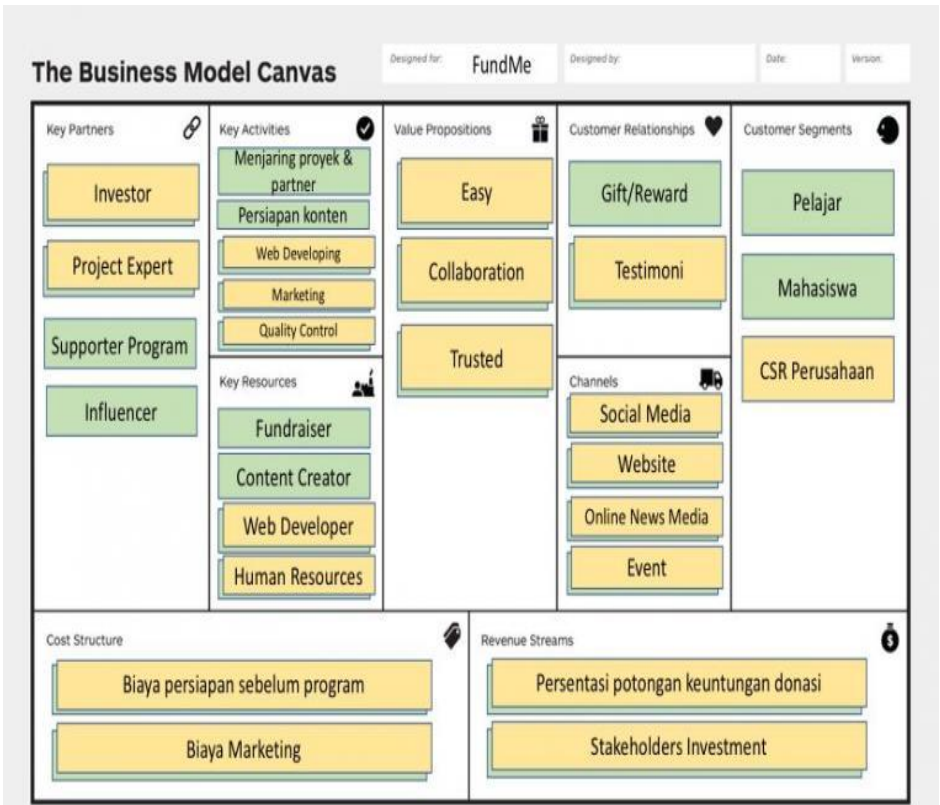 The Business Model Canvas
Designed for:
FundMe
Designed by:
Date:
Version:
Key Partners
Investor
Project Expert
Supporter Program
Influencer
Key Activities
Menjaring proyek &
partner
Persiapan konten
Web Developing
Marketing
Quality Control
Key Resources
Fundraiser
Content Creator
Web Developer
Human Resources
Value Propositions
Easy
Collaboration
Trusted
Customer Relationships
Gift/Reward
Testimoni
Channels
Social Media
Website
Online News Media
Event
Customer Segments
Pelajar
Mahasiswa
CSR Perusahaan
Cost Structure
Biaya persiapan sebelum program
Biaya Marketing
Revenue Streams
$
Persentasi potongan keuntungan donasi
Stakeholders Investment